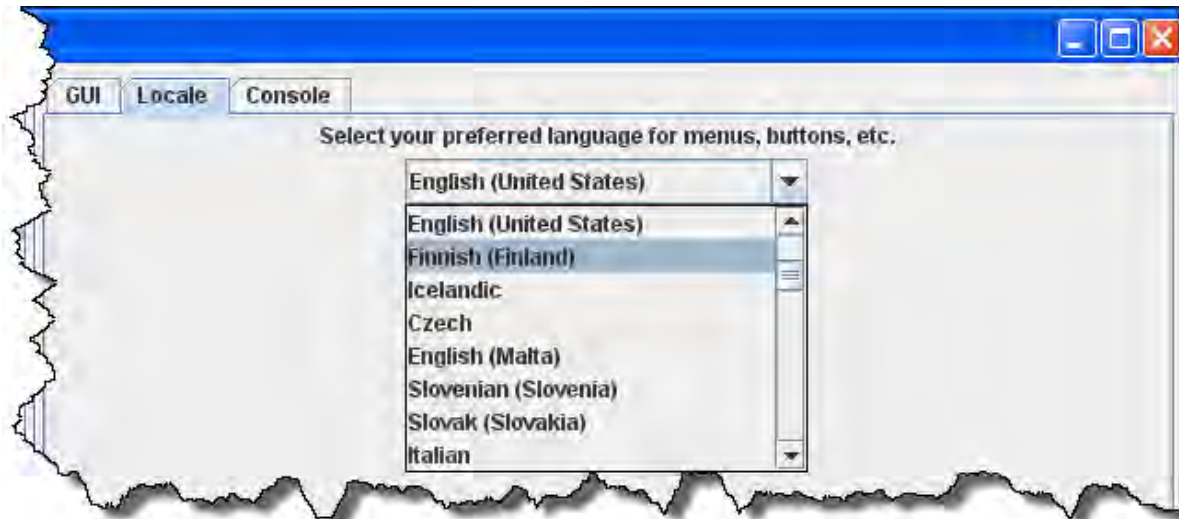 GUI Locale Console
Select your preferred language for menus, buttons, etc.
English (United States)
English (United States)
Finnish (Finland)
Icelandic
Czech
English (Malta)
Slovenian (Slovenia)
Slovak (Slovakia)
Italian